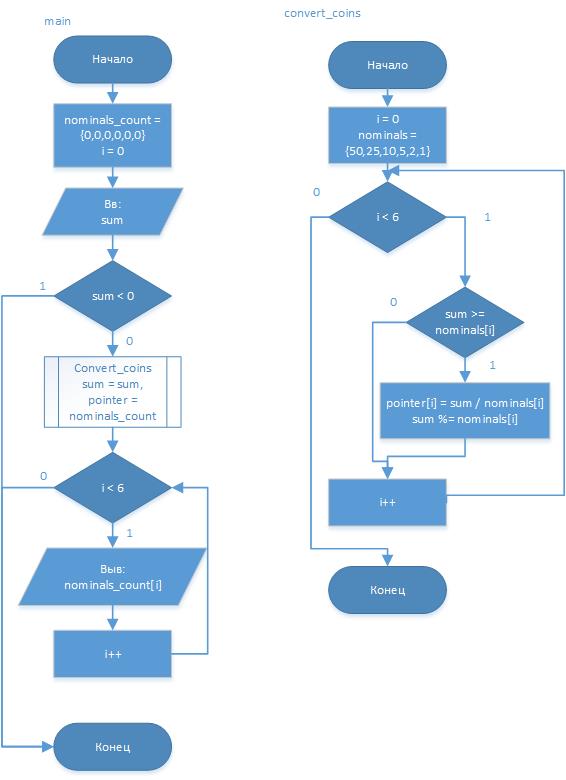 main
Начало
nominals_count =
{0,0,0,0,0,0}
i = 0
Вв:
sum
1
sum < 0
0
Convert_coins
sum = sum,
pointer =
nominals_count
0
i < 6
1
Выв:
nominals_count[i]
i++
Конец
convert_coins
Начало
i = 0
nominals =
{50,25,10,5,2,1}
0
i < 6
1
0
sum >=
nominals[i]
1
pointer[i] = sum / nominals[i]
sum %= nominals[i]
i++
Конец